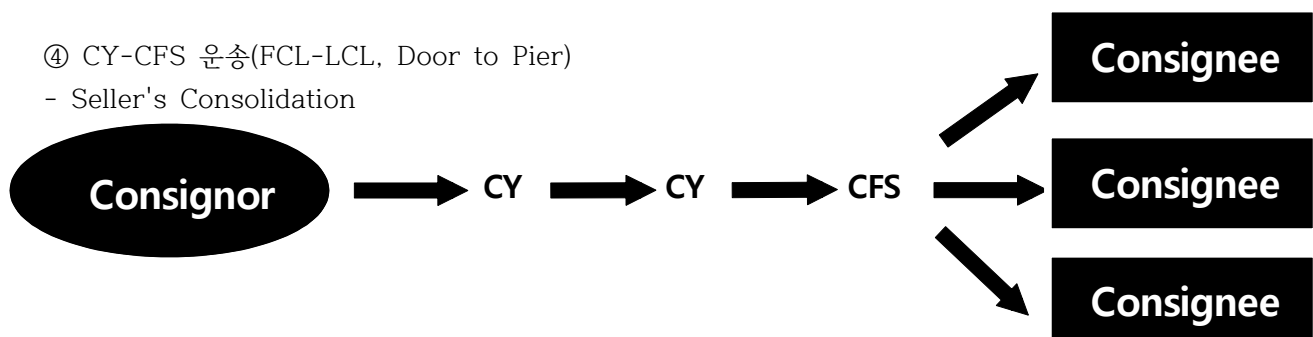 ④ CY-CFS 운송(FCL-LCL, Door to Pier)
- Seller's Consolidation
Consignor
CY
CY
CFS
Consignee
Consignee
Consignee